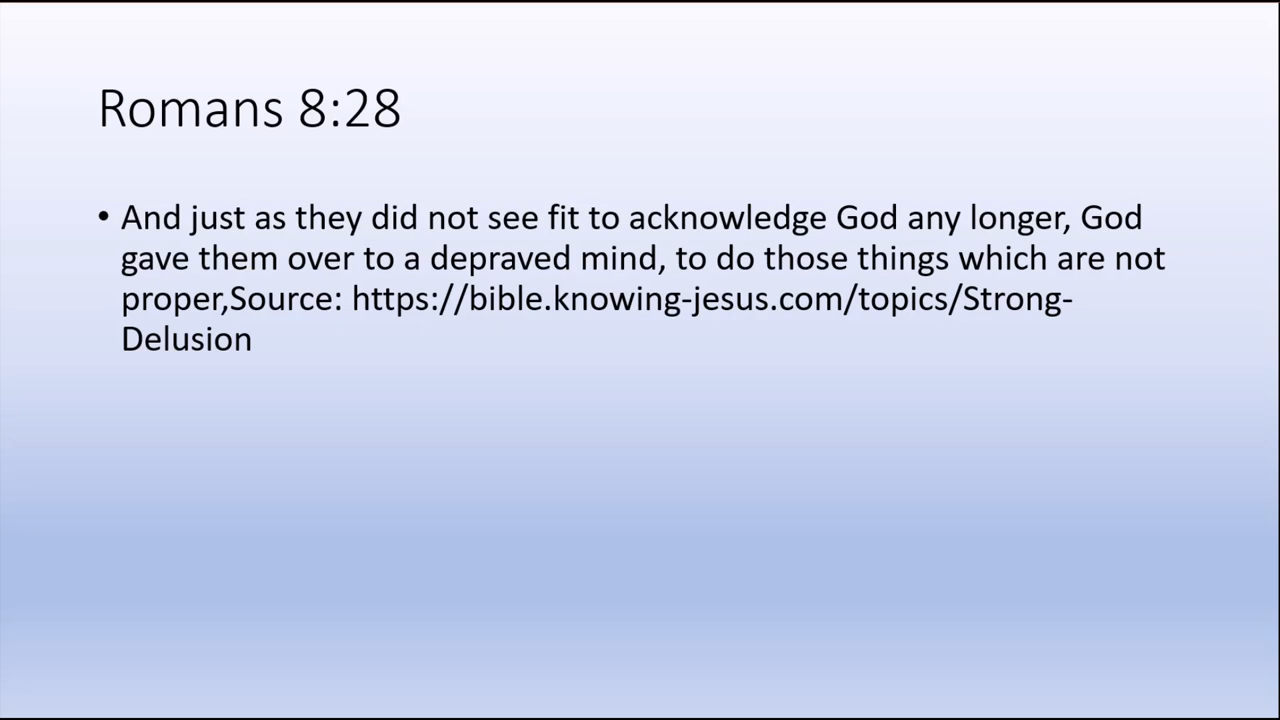 Romans 8:28
• And just as they did not see fit to acknowledge God any longer, God
gave them over to a depraved mind, to do those things which are not
proper,Source: https://bible.knowing-jesus.com/topics/Strong-
Delusion